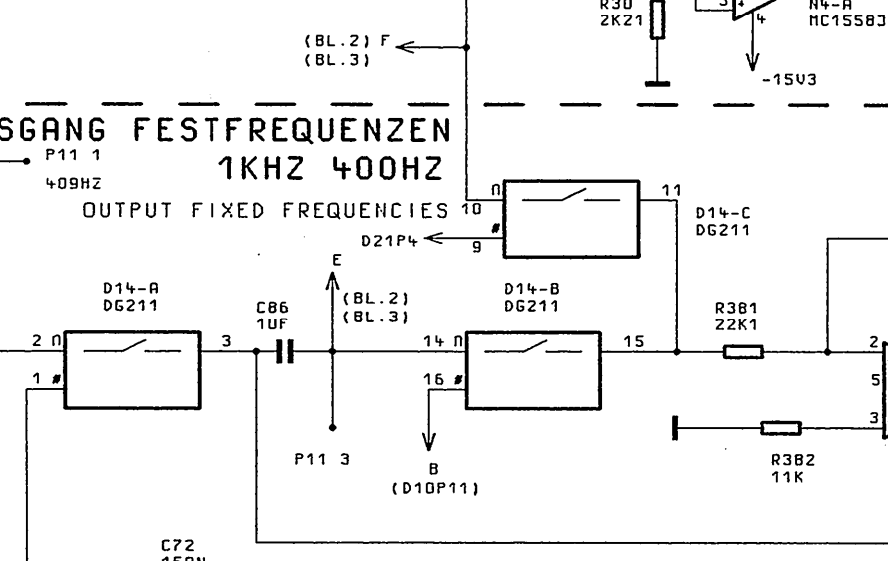 R30
2K21
3
4
N4-A
MC1558J
-15V3
(BL.2) F
(BL.3)
SGANG FESTFREQUENZEN
1KHZ 400HZ
P11 1
409HZ
OUTPUT FIXED FREQUENCIES
10 n
11
#
9
D21P4
D14-C
DG211
E
(BL.2)
(BL.3)
D14-A
DG211
C86
1UF
D14-B
DG211
R381
22K1
2 n
3
14 n
15
2
1 #
16 #
5
3
P11 3
B
(D10P11)
R382
11K
C72